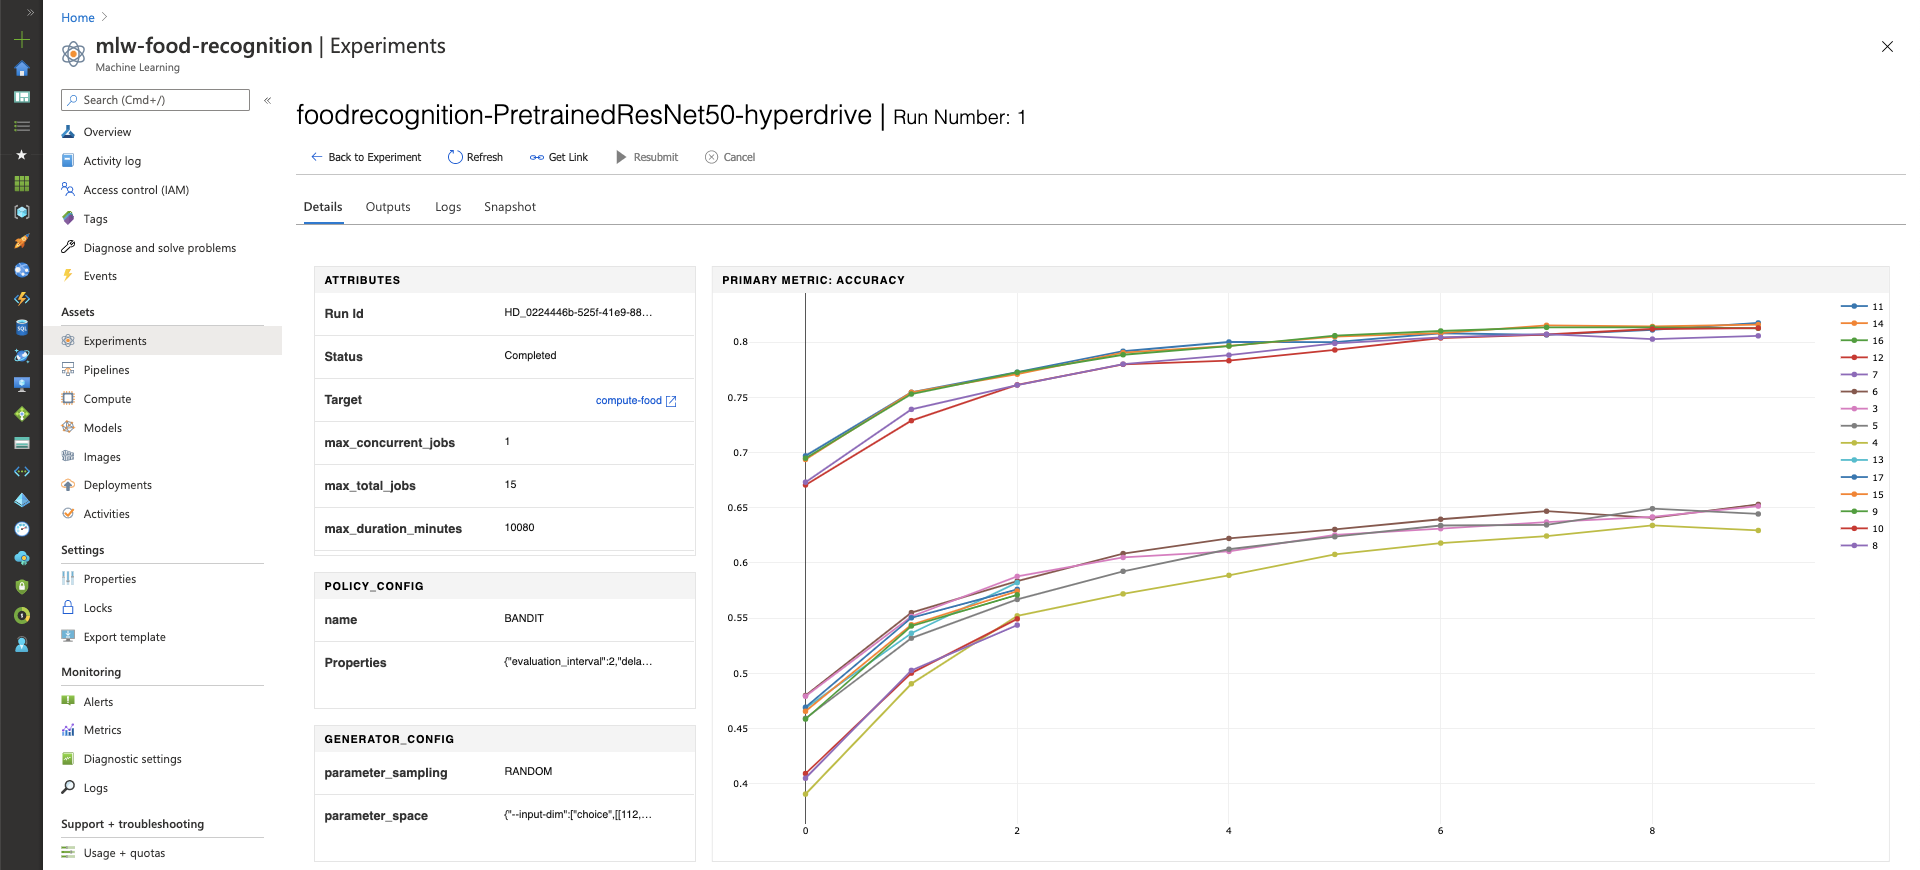 Home
mlw-food-recognition | Experiments
Machine Learning
Search (Cmd+/)
Overview
Activity log
Access control (IAM)
Tags
Diagnose and solve problems
Events
Assets
Experiments
Pipelines
Compute
Models
Images
Deployments
Activities
Settings
Properties
Locks
Export template
Monitoring
Alerts
Metrics
Diagnostic settings
Logs
Support + troubleshooting
Usage + quotas
foodrecognition-PretrainedResNet50-hyperdrive | Run Number: 1
Back to Experiment Refresh Get Link Resubmit Cancel
Details Outputs Logs Snapshot
ATTRIBUTES
Run Id HD_0224446b-525f-41e9-88...
Status Completed
Target compute-food
max_concurrent_jobs 1
max_total_jobs 15
max_duration_minutes 10080
POLICY_CONFIG
name BANDIT
Properties {"evaluation_interval":2,"dela...
GENERATOR_CONFIG
parameter_sampling RANDOM
parameter_space {"--input-dim":["choice",[[112,...
PRIMARY METRIC: ACCURACY
0.8
0.75
0.7
0.65
0.6
0.55
0.5
0.45
0.4
0 2 4 6 8
11
14
16
12
7
6
3
5
4
13
17
15
9
10
8